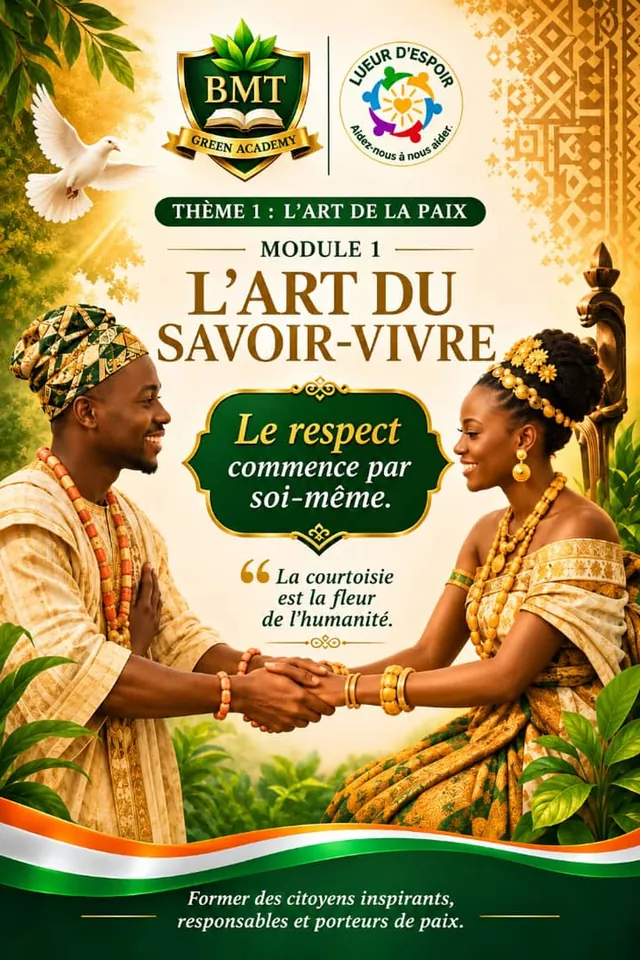 BMT
GREEN ACADEMY
LUEUR D'ESPOIR
Aidez-nous à nous aider.
THÈME 1 : L'ART DE LA PAIX
MODULE 1
L'ART DU
SAVOIR-VIVRE
Le respect
commence par
soi-même.
“ La courtoisie
est la fleur
de l'humanité.
Former des citoyens inspirants,
responsables et porteurs de paix.